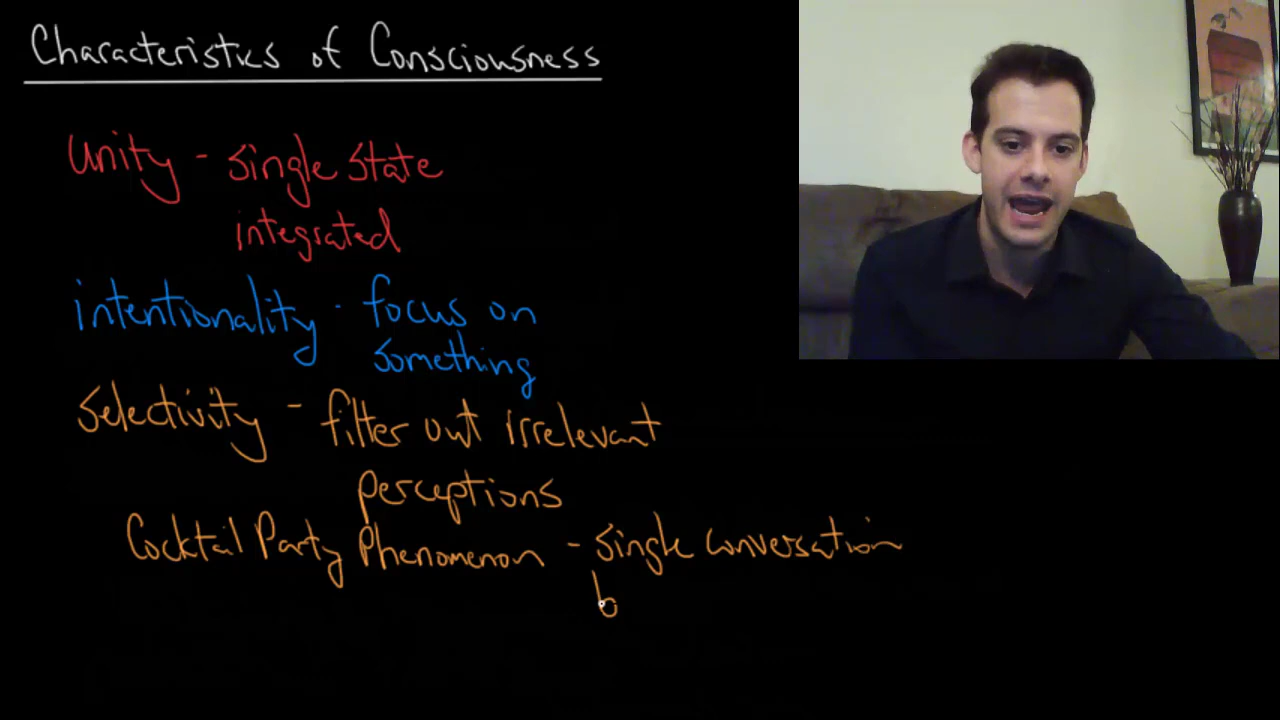 Characteristics of Consciousness
Unity - Single State
integrated
intentionality - focus on
something
Selectivity - filter out irrelevant
perceptions
Cocktail Party Phenomenon - Single conversation
b